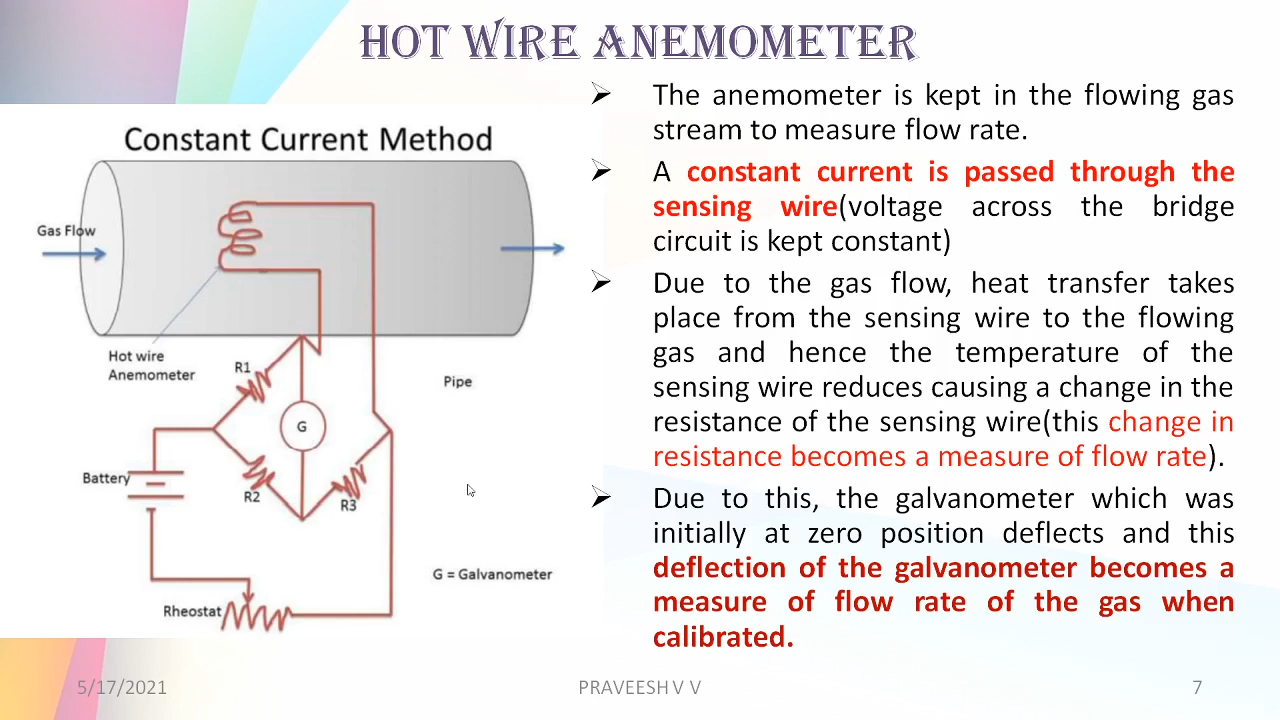 HOT WIRE ANEMOMETER
Constant Current Method
Gas Flow
Hot wire
Anemometer
R1
Pipe
G
Battery
R2
R3
G = Galvanometer
Rheostat
➢ The anemometer is kept in the flowing gas
stream to measure flow rate.
➢ A constant current is passed through the
sensing wire(voltage across the bridge
circuit is kept constant)
➢ Due to the gas flow, heat transfer takes
place from the sensing wire to the flowing
gas and hence the temperature of the
sensing wire reduces causing a change in the
resistance of the sensing wire(this change in
resistance becomes a measure of flow rate).
➢ Due to this, the galvanometer which was
initially at zero position deflects and this
deflection of the galvanometer becomes a
measure of flow rate of the gas when
calibrated.
5/17/2021
PRAVEESH V V
7